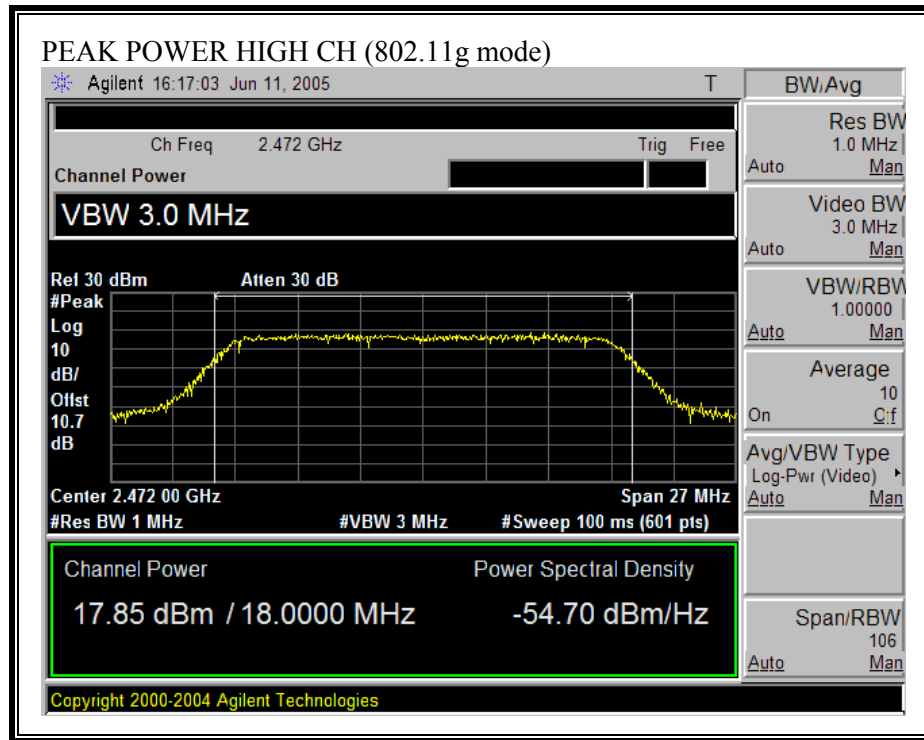 PEAK POWER HIGH CH (802.11g mode)
Agilent 16:17:03 Jun 11, 2005 T
Ch Freq 2.472 GHz Trig Free
Channel Power
VBW 3.0 MHz
Ref 30 dBm Atten 30 dB
#Peak
Log
10
dB/
Offst
10.7
dB
Center 2.472 00 GHz Span 27 MHz
#Res BW 1 MHz #VBW 3 MHz #Sweep 100 ms (601 pts)
Channel Power Power Spectral Density
17.85 dBm / 18.0000 MHz -54.70 dBm/Hz
Copyright 2000-2004 Agilent Technologies
BW/Avg
Res BW
1.0 MHz
Auto Man
Video BW
3.0 MHz
Auto Man
VBW/RBW
1.00000
Auto Man
Average
10
On Off
Avg/VBW Type
Log-Pwr (Video)
Auto Man
Span/RBW
106
Auto Man